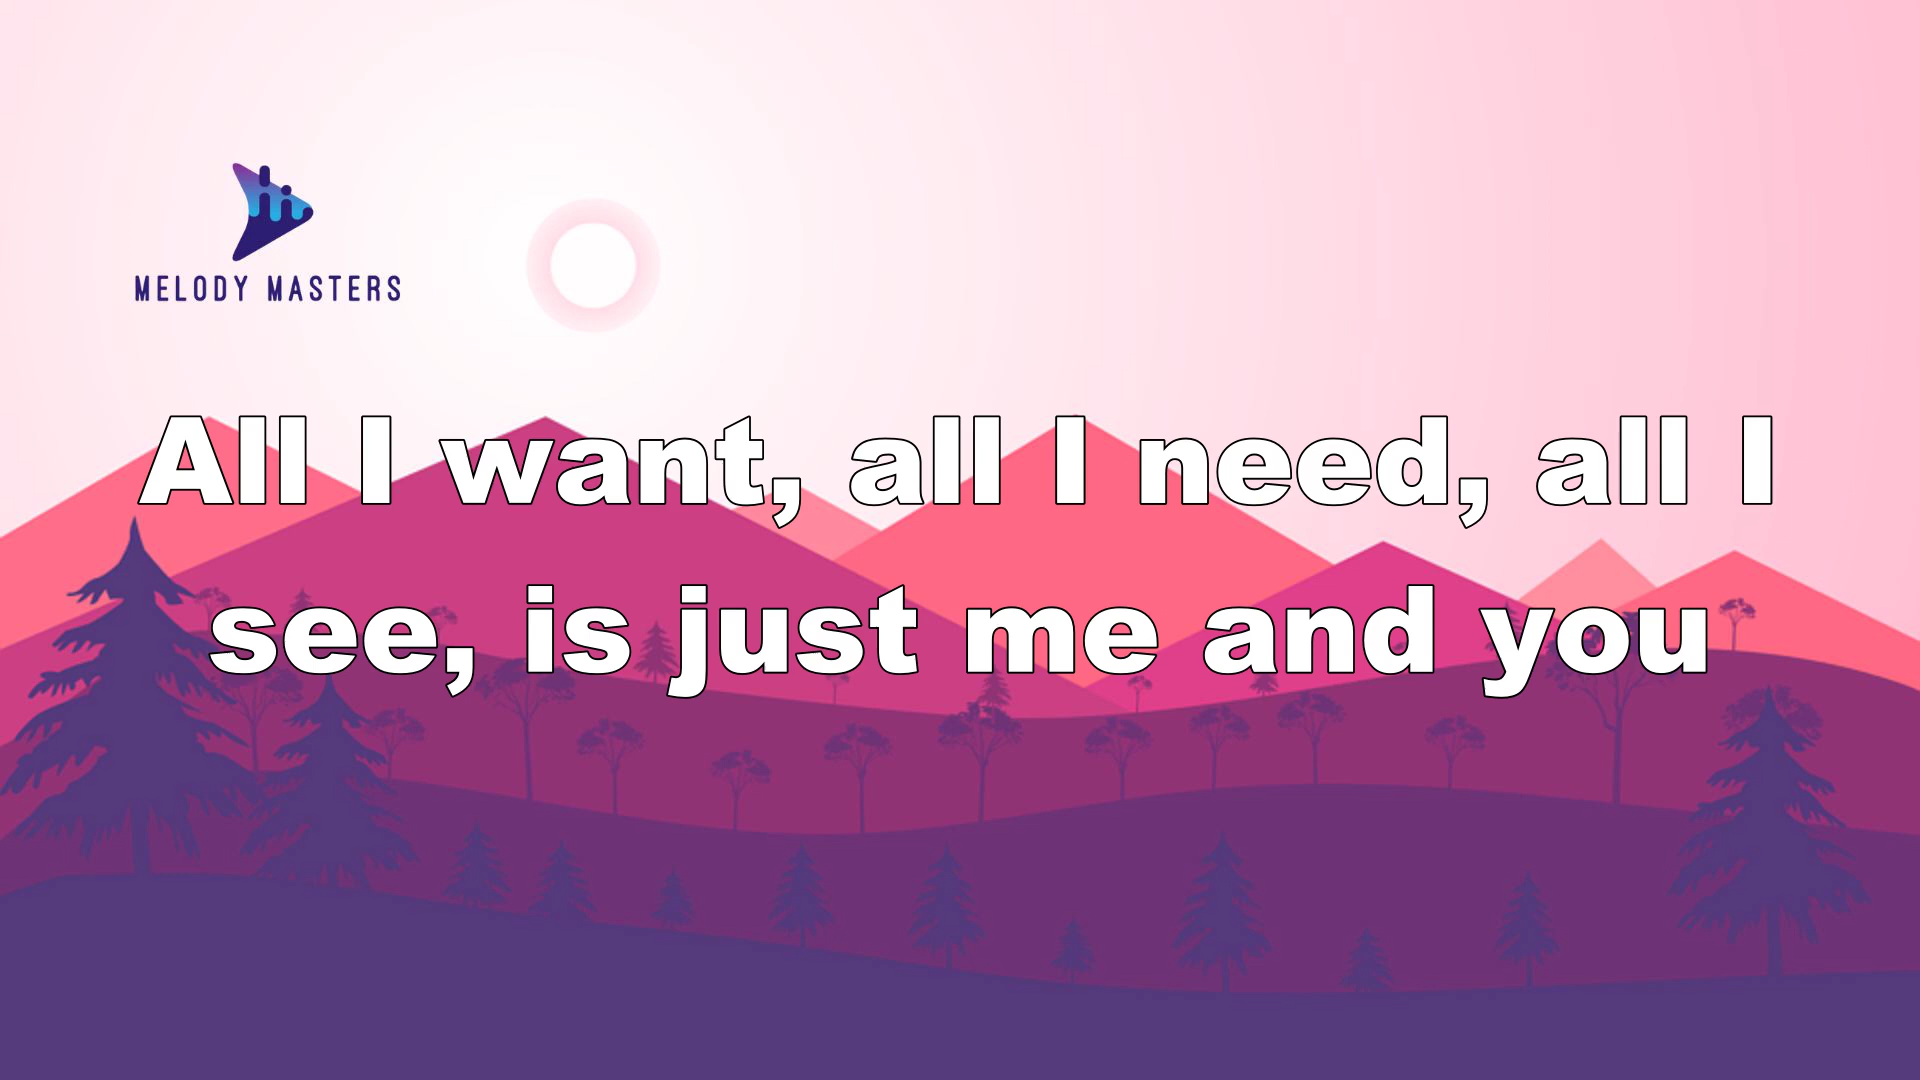 MELODY MASTERS
All I want, all I need, all I
see, is just me and you